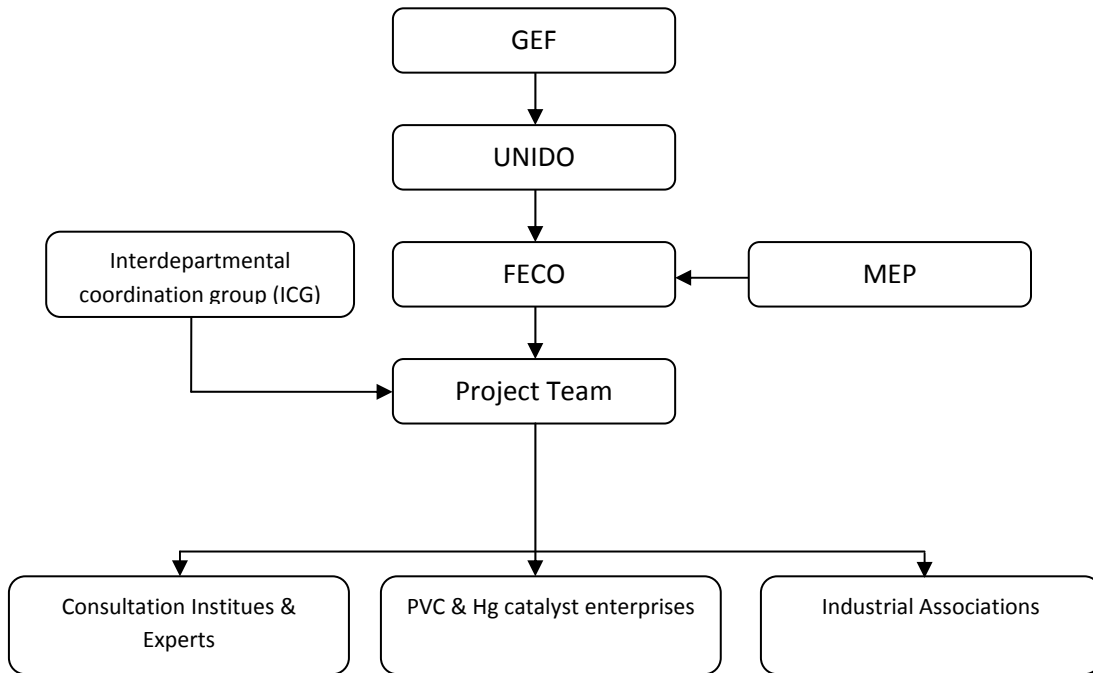 GEF
UNIDO
Interdepartmental
coordination group (ICG)
FECO
MEP
Project Team
Consultation Institues &
Experts
PVC & Hg catalyst enterprises
Industrial Associations